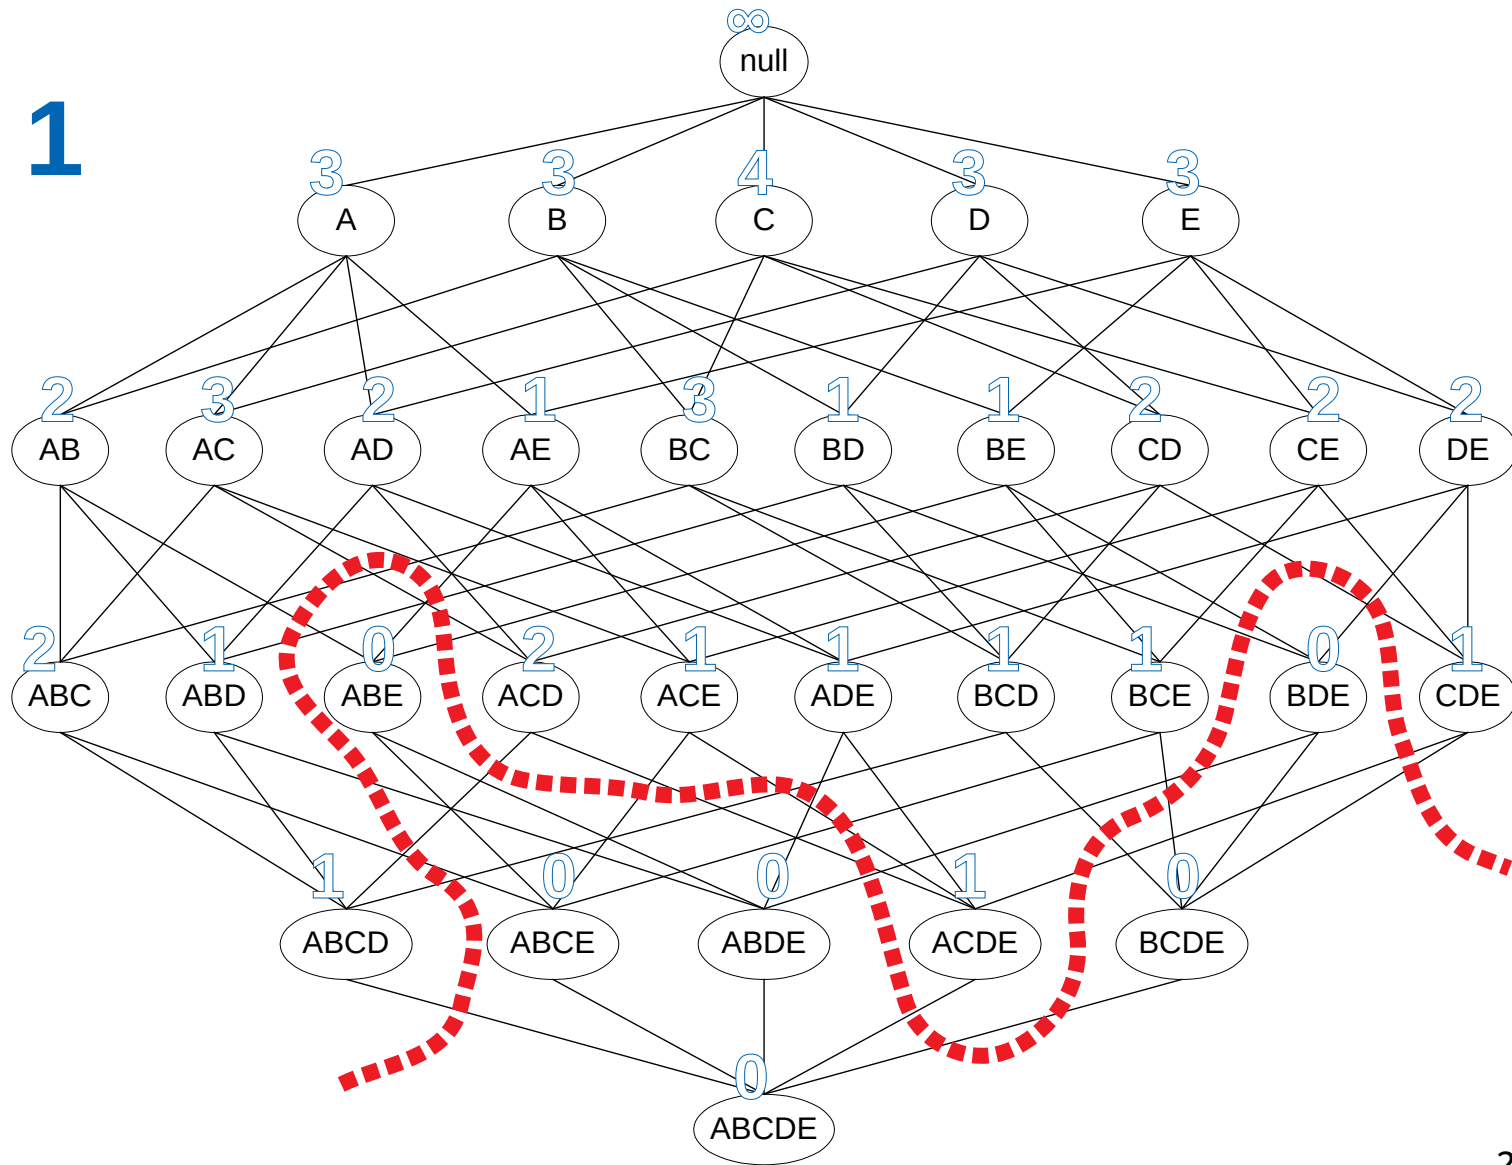 ∞
null
1
3 3 4 3 3
A B C D E
2 3 2 1 3 1 1 2 2 2
AB AC AD AE BC BD BE CD CE DE
2 1 0 2 1 1 1 1 0 1
ABC ABD ABE ACD ACE ADE BCD BCE BDE CDE
1 0 0 1 0
ABCD ABCE ABDE ACDE BCDE
0
ABCDE